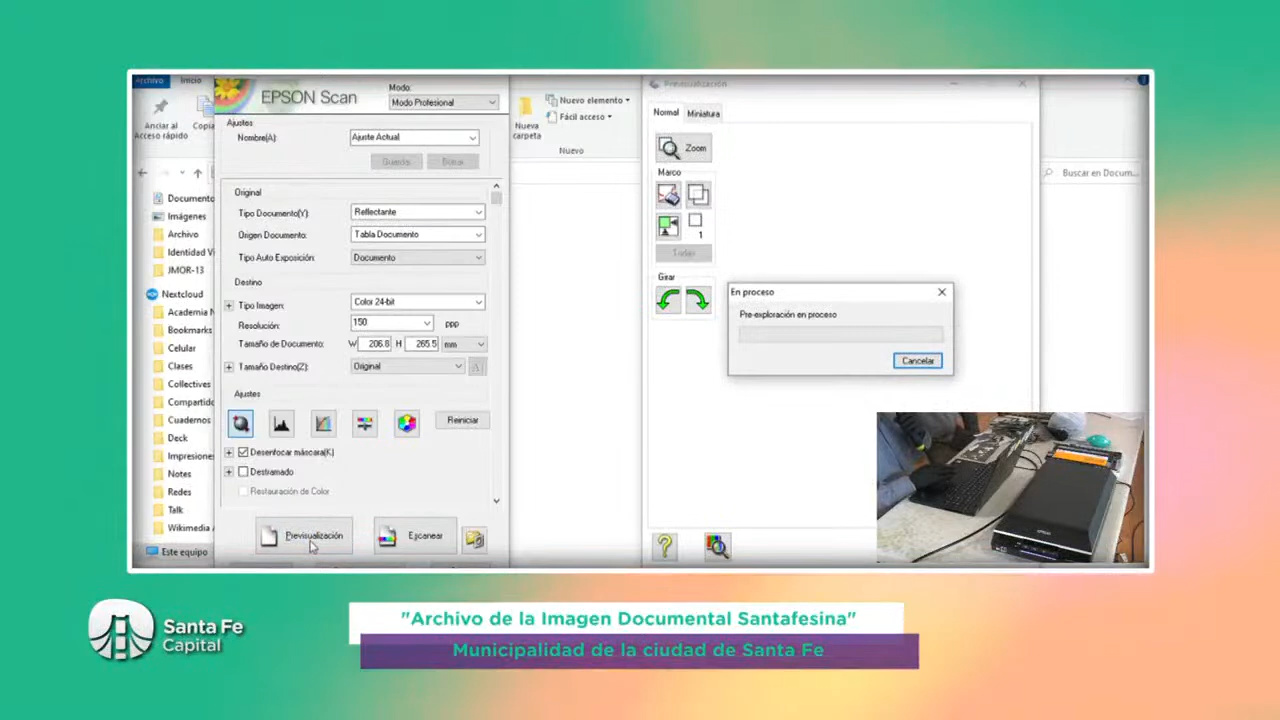 Archivo
Inicio
Anclar al
Acceso rápido
Documento
Imágenes
Archivo
Identidad
JMOR-13
Nextcloud
Academia
Bookmarks
Celular
Clases
Collectives
Compartido
Cuadernos
Deck
Impresione
Notes
Redes
Talk
Wikimedia
Este equipo
EPSON Scan
Modo:
Modo Profesional
Ajustes
Nombre(A):
Ajuste Actual
Guardar
Borrar
Original
Tipo Documento(Y):
Reflectante
Origen Documento:
Tabla Documento
Tipo Auto Exposición:
Documento
Destino
Tipo Imagen:
Color 24-bit
Resolución:
150
ppp
Tamaño de Documento:
W 206.8 H 265.5 mm
Tamaño Destino(Z):
Original
Ajustes
Reiniciar
Desenfocar máscara(K)
Destramado
Restauración de Color
Previsualización
Escanear
Nueva
carpeta
Nuevo elemento
Fácil acceso
Nuevo
Previsualización
Normal
Miniatura
Zoom
Marco
1
Todas
Girar
Buscar en Docum...
En proceso
Pre-exploración en proceso
Cancelar
EPSON
Santa Fe
Capital
"Archivo de la Imagen Documental Santafesina"
Municipalidad de la ciudad de Santa Fe